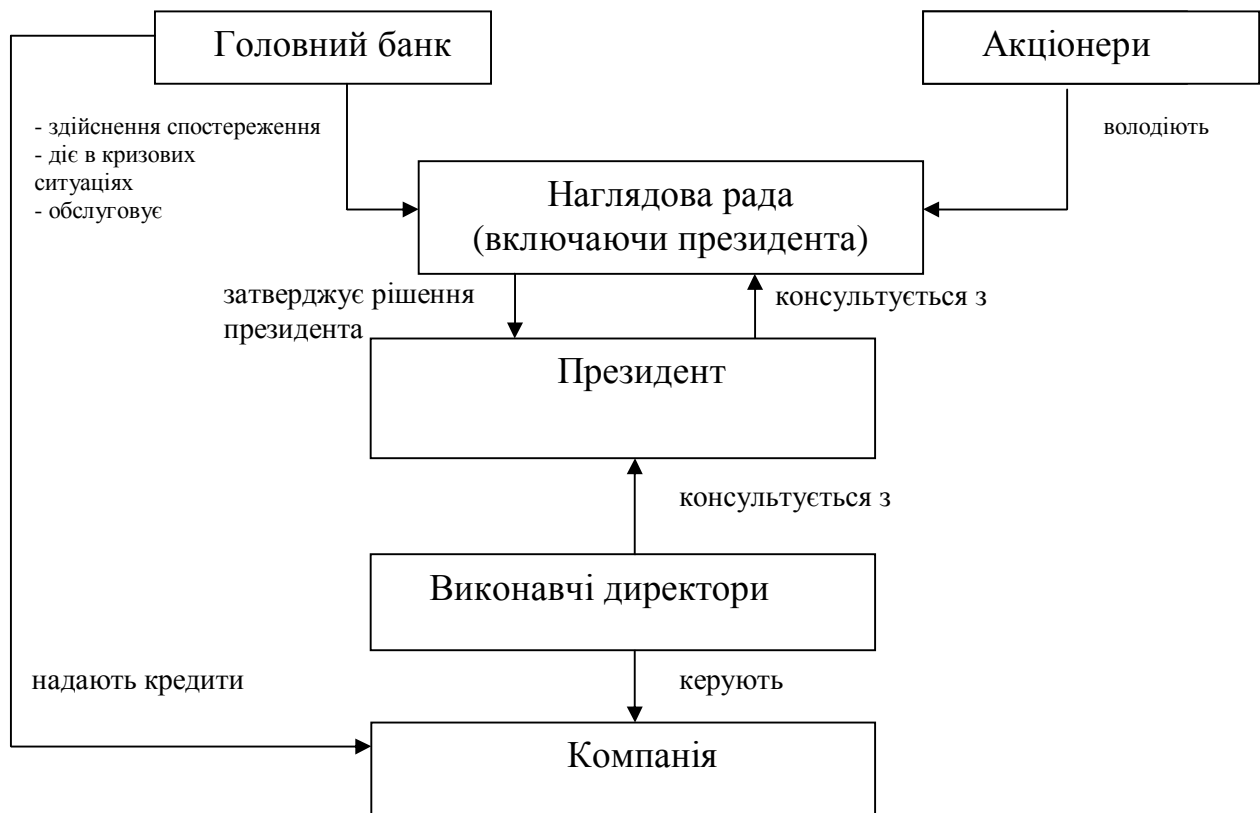 Головний банк
Акціонери
- здійснення спостереження
- діє в кризових
ситуаціях
- обслуговує
володіють
Наглядова рада
(включаючи президента)
затверджує рішення
президента
консультується з
Президент
консультується з
Виконавчі директори
надають кредити
керують
Компанія